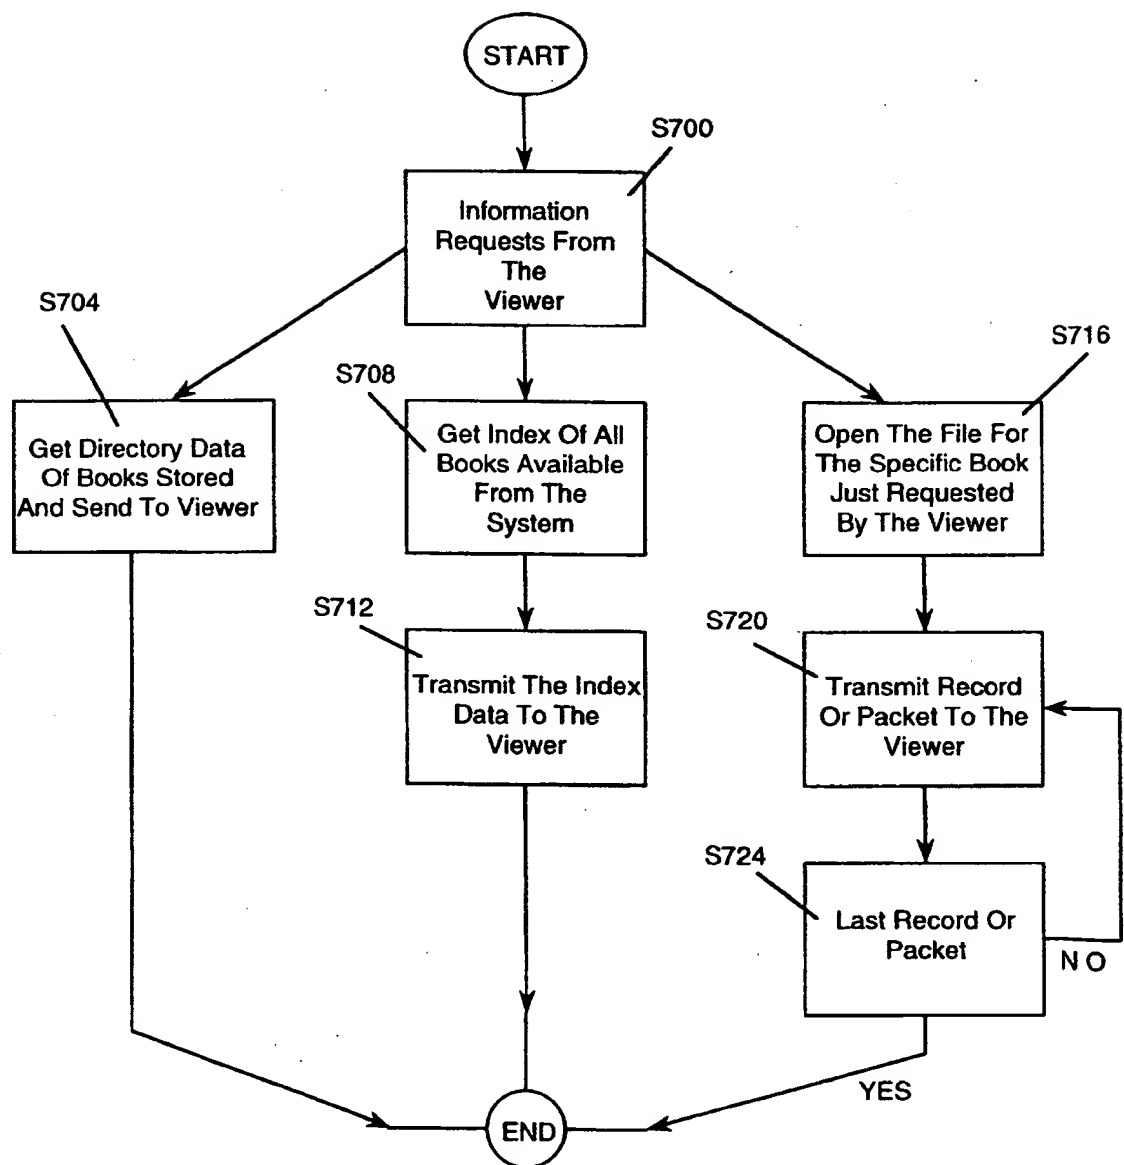 START
S700
Information
Requests From
The
Viewer
S704
Get Directory Data
Of Books Stored
And Send To Viewer
S708
Get Index Of All
Books Available
From The
System
S716
Open The File For
The Specific Book
Just Requested
By The Viewer
S712
Transmit The Index
Data To The
Viewer
S720
Transmit Record
Or Packet To The
Viewer
S724
Last Record Or
Packet
NO
YES
END